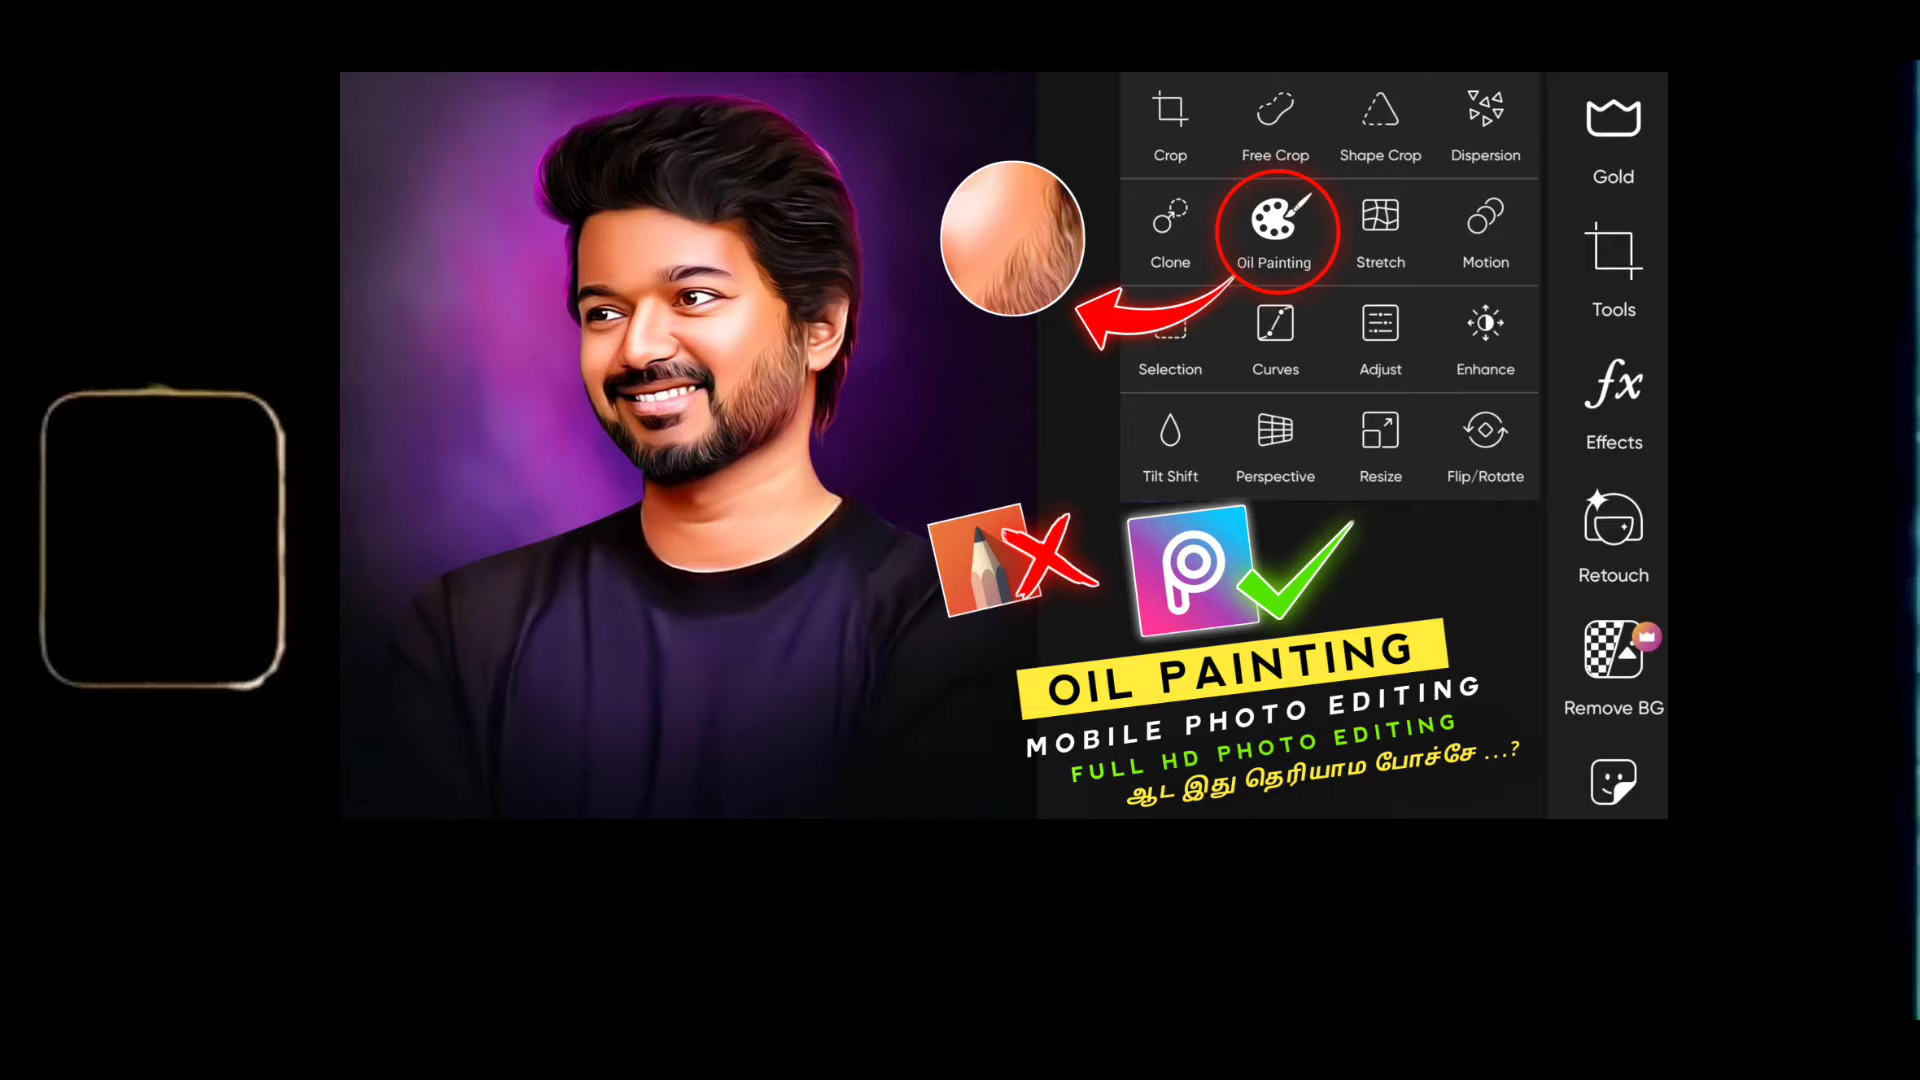 Crop Free Crop Shape Crop Dispersion
Gold
Clone Oil Painting Stretch Motion
Tools
Selection Curves Adjust Enhance
Effects
Tilt Shift Perspective Resize Flip/Rotate
Retouch
OIL PAINTING
MOBILE PHOTO EDITING
FULL HD PHOTO EDITING
ஆட இது தெரியாம போச்சே ...?
Remove BG